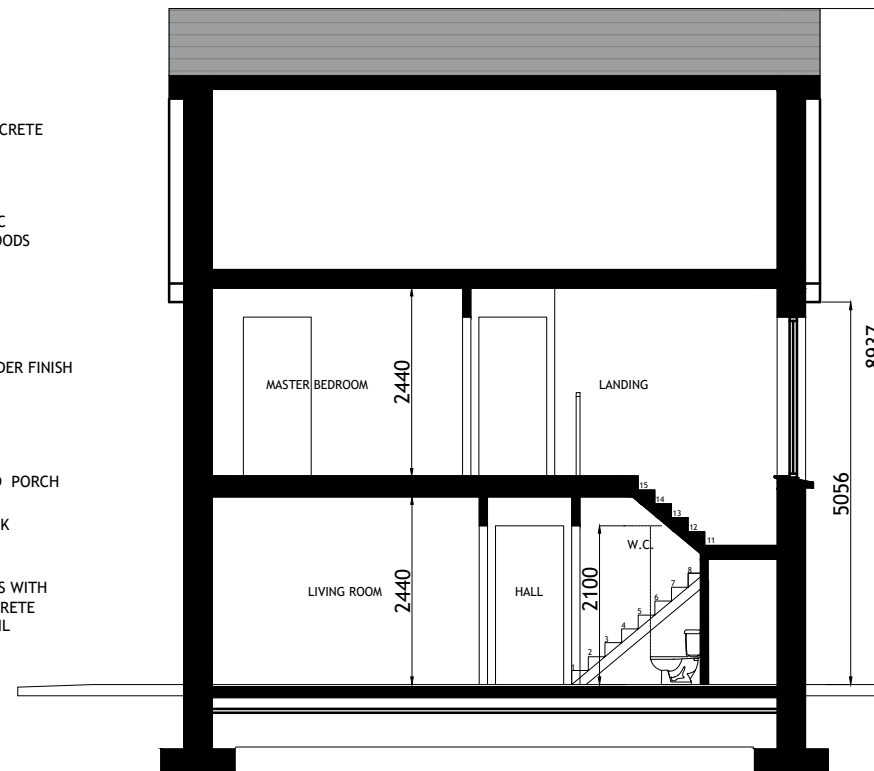 CRETE
C
OODS
DER FINISH
PORCH
K
S WITH
CRETE
IL
8937
MASTER BEDROOM
2440
LANDING
5056
15
14
13
12
11
W.C.
LIVING ROOM
2440
HALL
2100
8
7
6
5
4
3
2
1